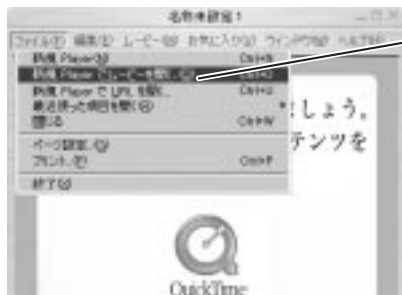 名称未設定 1
ファイル(F) 編集(E) ムービー(M) お気に入り(V) ウインドウ(W) ヘルプ(H)
新規 Player(N) Ctrl+N
新規 Player でムービーを開く...(O) Ctrl+O
新規 Player で URL を開く... Ctrl+U
最近使った項目を開く(R)
閉じる Ctrl+W
ページ設定...(G)
プリント...(P) Ctrl+P
終了(X)
しょう。
テンツを
QuickTime